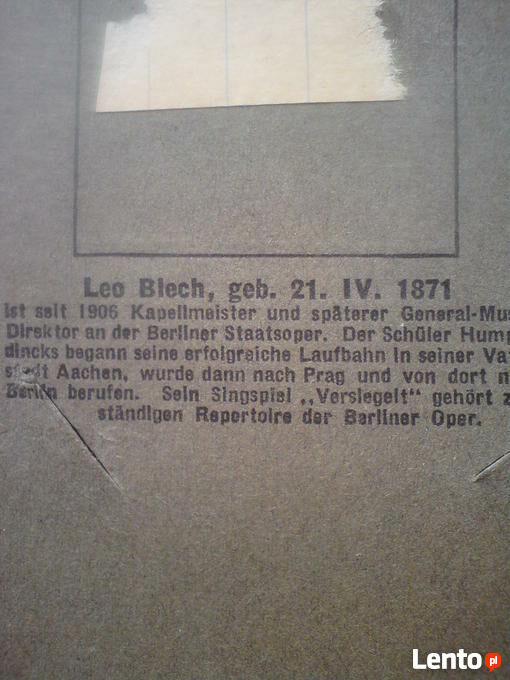 Leo Blech, geb. 21. IV. 1871
ist seit 1906 Kapellmeister und späterer General-Mus
Direktor an der Berliner Staatsoper. Der Schüler Hump
dincks begann seine erfolgreiche Laufbahn in seiner Vat
stadt Aachen, wurde dann nach Prag und von dort n
Berlin berufen. Sein Singspiel „Versiegelt“ gehört z
ständigen Repertoire der Berliner Oper.
Lento pl